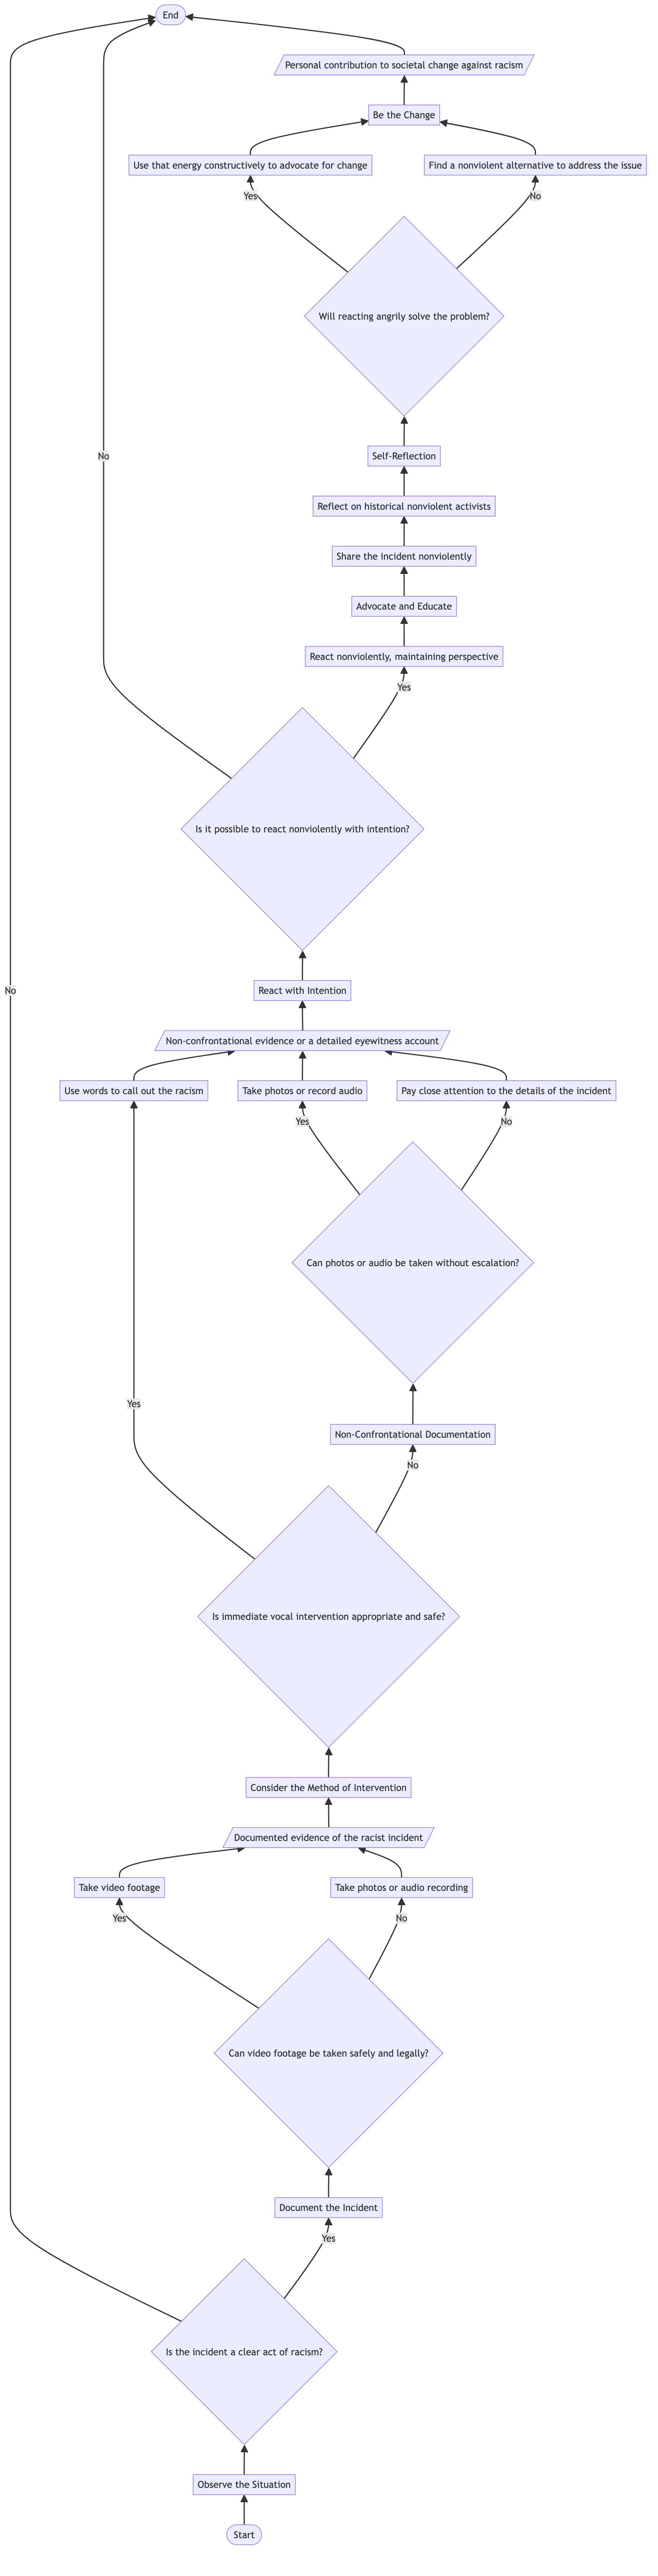 End
Personal contribution to societal change against racism
Be the Change
Use that energy constructively to advocate for change
Find a nonviolent alternative to address the issue
Yes
No
Will reacting angrily solve the problem?
No
Self-Reflection
Reflect on historical nonviolent activists
Share the incident nonviolently
Advocate and Educate
React nonviolently, maintaining perspective
Yes
Is it possible to react nonviolently with intention?
No
React with Intention
Non-confrontational evidence or a detailed eyewitness account
Use words to call out the racism
Take photos or record audio
Pay close attention to the details of the incident
Yes
No
Can photos or audio be taken without escalation?
Yes
Non-Confrontational Documentation
No
Is immediate vocal intervention appropriate and safe?
Consider the Method of Intervention
Documented evidence of the racist incident
Take video footage
Take photos or audio recording
Yes
No
Can video footage be taken safely and legally?
Document the Incident
Yes
Is the incident a clear act of racism?
Observe the Situation
Start